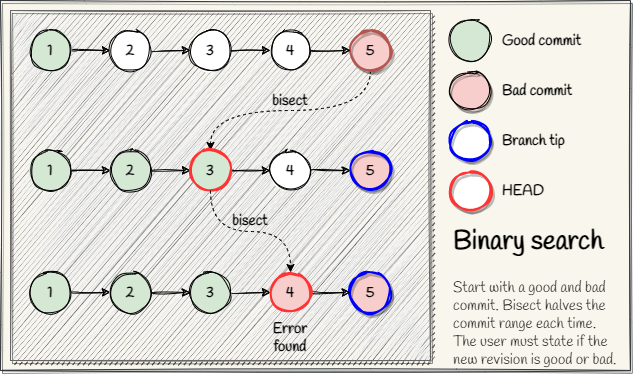 1 2 3 4 5
bisect
1 2 3 4 5
bisect
1 2 3 4 5
Error
found
Good commit
Bad commit
Branch tip
HEAD
Binary search
Start with a good and bad
commit. Bisect halves the
commit range each time.
The user must state if the
new revision is good or bad.